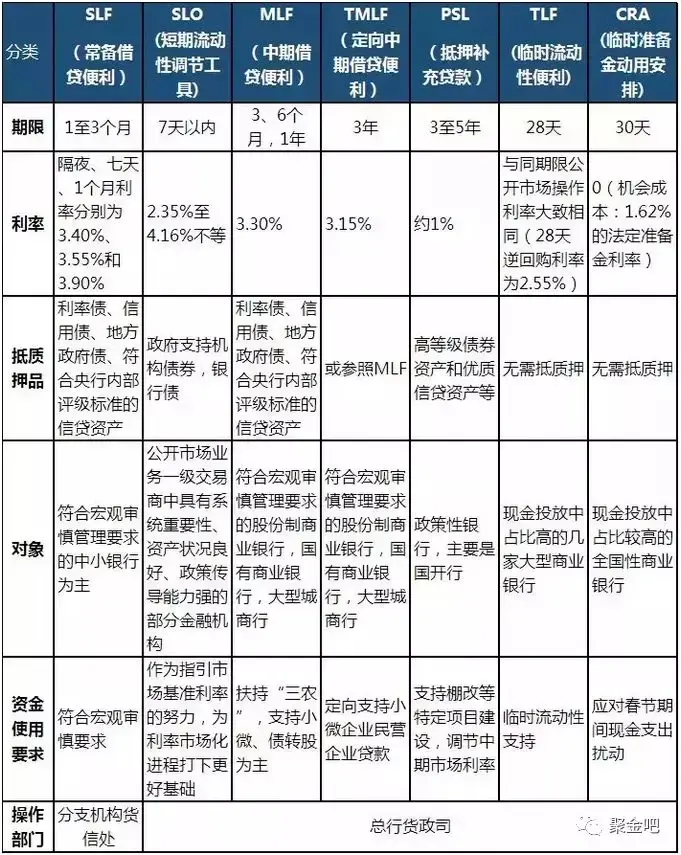 分类
SLF
（常备借
贷便利）
SLO
(短期流动
性调节工
具)
MLF
（中期借
贷便利）
TMLF
（定向中
期借贷便
利）
PSL
（抵押补
充贷款）
TLF
(临时流动
性便利)
CRA
(临时准备
金动用安
排)
期限
1至3个月
7天以内
3、6个
月，1年
3年
3至5年
28天
30天
利率
隔夜、七天
、1个月利
率分别为
3.40%、
3.55%和
3.90%
2.35%至
4.16%不等
3.30%
3.15%
约1%
与同期限公
开市场操作
利率大致相
同（28天
逆回购利率
为2.55%）
0（机会成
本：1.62%
的法定准备
金利率）
抵质
押品
利率债、信
用债、地方
政府债、符
合央行内部
评级标准的
信贷资产
政府支持机
构债券，银
行债
利率债、信
用债、地方
政府债、符
合央行内部
评级标准的
信贷资产
或参照MLF
高等级债券
资产和优质
信贷资产等
无需抵质押
无需抵质押
对象
符合宏观审
慎管理要求
的中小银行
为主
公开市场业
务一级交易
商中具有系
统重要性、
资产状况良
好、政策传
导能力强的
部分金融机
构
符合宏观审
慎管理要求
的股份制商
业银行，国
有商业银
行，大型城
商行
符合宏观审
慎管理要求
的股份制商
业银行，国
有商业银
行，大型城
商行
政策性银
行，主要是
国开行
现金投放中
占比高的几
家大型商业
银行
现金投放中
占比较高的
全国性商业
银行
资金
使用
要求
符合宏观审
慎要求
作为指引市
场基准利率
的努力，为
利率市场化
进程打下更
好基础
扶持“三农
”，支持小
微、债转股
为主
定向支持小
微企业民营
企业贷款
支持棚改等
特定项目建
设，调节中
期市场利率
临时流动性
支持
应对春节期
间现金支出
扰动
操作
部门
分支机构货
信处
总行货政司
聚金吧